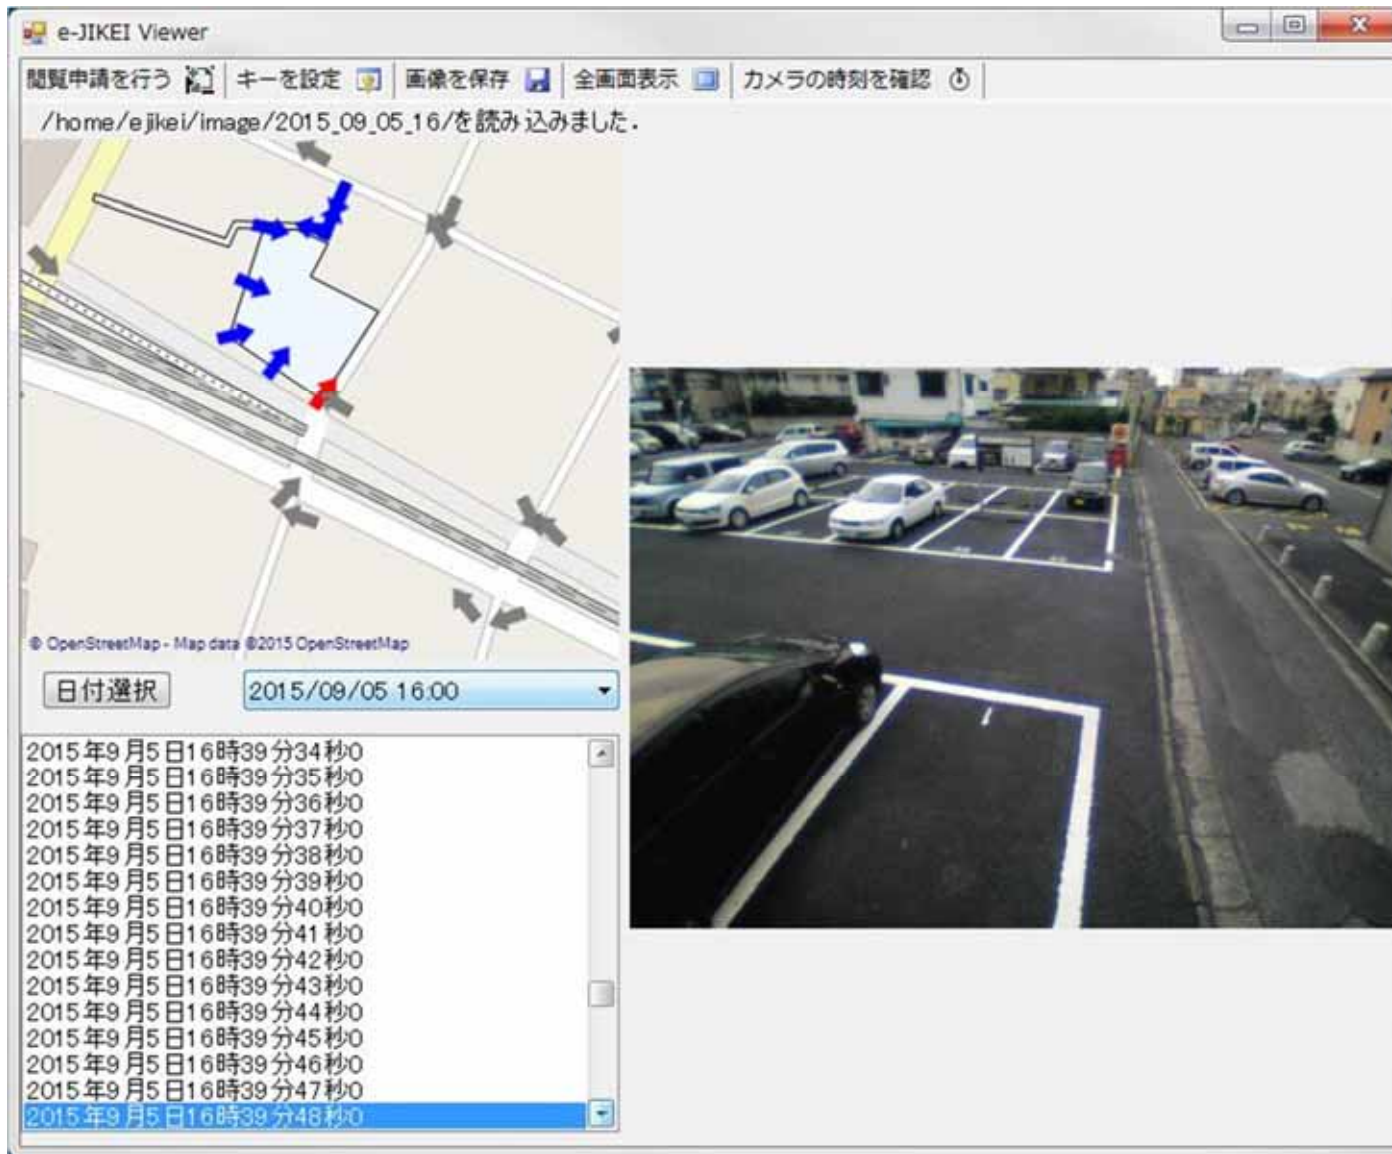 e-JIKEI Viewer
閲覧申請を行う キーを設定 画像を保存 全画面表示 カメラの時刻を確認
/home/ejikei/image/2015_09_05_16/を読み込みました.
© OpenStreetMap - Map data ©2015 OpenStreetMap
日付選択 2015/09/05 16:00
2015年9月5日16時39分34秒0
2015年9月5日16時39分35秒0
2015年9月5日16時39分36秒0
2015年9月5日16時39分37秒0
2015年9月5日16時39分38秒0
2015年9月5日16時39分39秒0
2015年9月5日16時39分40秒0
2015年9月5日16時39分41秒0
2015年9月5日16時39分42秒0
2015年9月5日16時39分43秒0
2015年9月5日16時39分44秒0
2015年9月5日16時39分45秒0
2015年9月5日16時39分46秒0
2015年9月5日16時39分47秒0
2015年9月5日16時39分48秒0